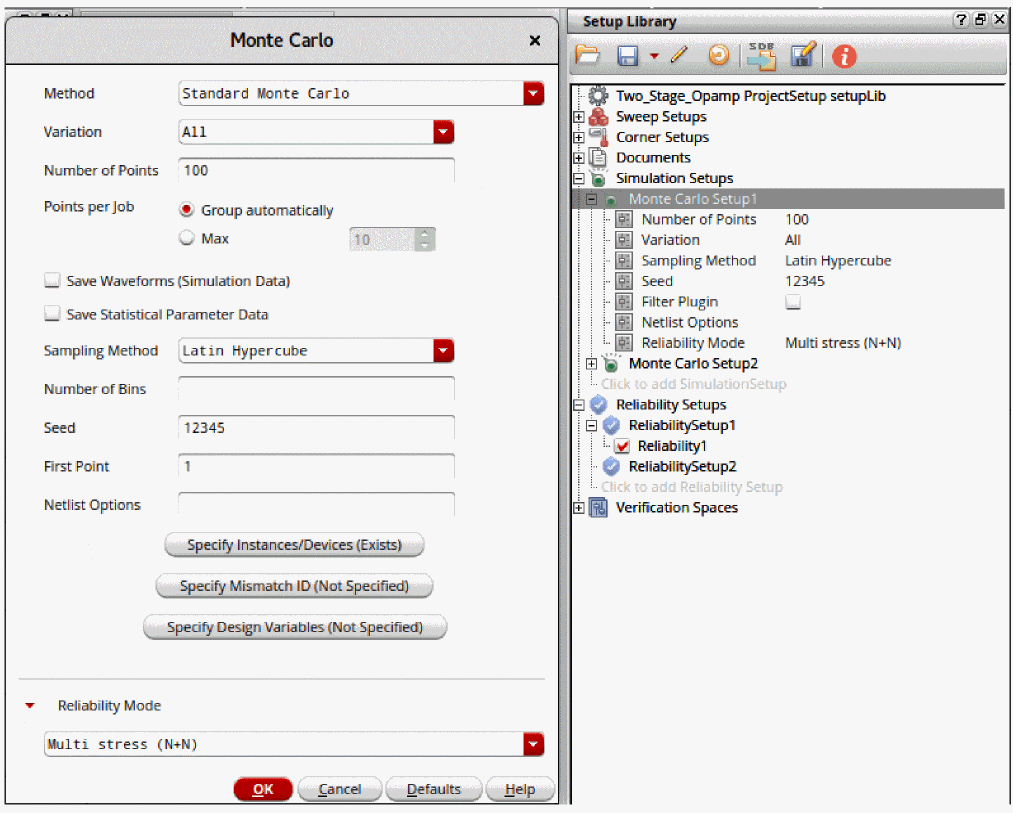 Monte Carlo
Method Standard Monte Carlo
Variation All
Number of Points 100
Points per Job Group automatically
Max 10
Save Waveforms (Simulation Data)
Save Statistical Parameter Data
Sampling Method Latin Hypercube
Number of Bins
Seed 12345
First Point 1
Netlist Options
Specify Instances/Devices (Exists)
Specify Mismatch ID (Not Specified)
Specify Design Variables (Not Specified)
Reliability Mode
Multi stress (N+N)
OK Cancel Defaults Help
Setup Library
SDB
Two_Stage_Opamp ProjectSetup setupLib
Sweep Setups
Corner Setups
Documents
Simulation Setups
Monte Carlo Setup1
Number of Points 100
Variation All
Sampling Method Latin Hypercube
Seed 12345
Filter Plugin
Netlist Options
Reliability Mode Multi stress (N+N)
Monte Carlo Setup2
Click to add SimulationSetup
Reliability Setups
ReliabilitySetup1
Reliability1
ReliabilitySetup2
Click to add Reliability Setup
Verification Spaces